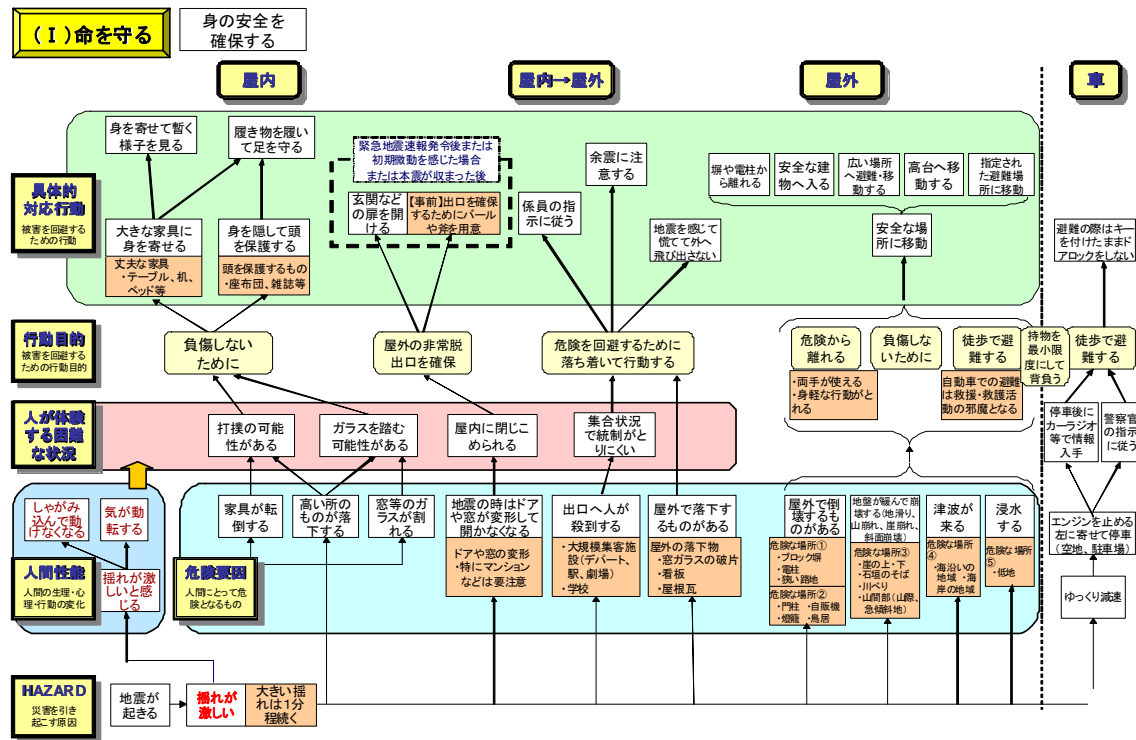 (Ⅰ)命を守る
身の安全を
確保する
屋内
屋内→屋外
屋外
車
具体的
対応行動
被害を回避する
ための行動
身を寄せて暫く
様子を見る
履き物を履い
て足を守る
大きな家具に
身を寄せる
丈夫な家具
・テーブル、机、
ベッド等
身を隠して頭
を保護する
頭を保護するもの
・座布団、雑誌等
緊急地震速報発令後または
初期微動を感じた場合
または本震が収まった後
玄関など
の扉を開
ける
【事前】出口を確保
するためにバール
や斧を用意
余震に注
意する
係員の指
示に従う
地震を感じて
慌てて外へ
飛び出さない
塀や電柱か
ら離れる
安全な建
物へ入る
広い場所
へ避難・移
動する
高台へ移
動する
指定され
た避難場
所に移動
安全な場
所に移動
避難の際はキー
を付けたままド
アロックをしない
行動目的
被害を回避する
ための行動目的
負傷しない
ために
屋外の非常脱
出口を確保
危険を回避するために
落ち着いて行動する
危険から
離れる
・両手が使える
・身軽な行動がと
れる
負傷しな
いために
徒歩で避
難する
自動車での避難
は救援・救護活
動の邪魔となる
持物を
最小限
度にして
背負う
徒歩で避
難する
人が体験
する困難
な状況
打撲の可能
性がある
ガラスを踏む
可能性がある
屋内に閉じこ
められる
集合状況
で統制がと
りにくい
停車後に
カーラジオ
等で情報
入手
警察官
の指示
に従う
人間性能
人間の生理・心
理・行動の変化
しゃがみ
込んで動
けなくなる
気が動
転する
揺れが激
しいと感
じる
危険要因
人間にとって危
険となるもの
家具が転
倒する
高い所の
ものが落
下する
窓等のガ
ラスが割
れる
地震の時はドア
や窓が変形して
開かなくなる
ドアや窓の変形
・特にマンション
などは要注意
出口へ人が
殺到する
・大規模集客施
設(デパート、
駅、劇場)
・学校
屋外で落下す
るものがある
屋外の落下物
・窓ガラスの破片
・看板
・屋根瓦
屋外で倒
壊するも
のがある
危険な場所①
・ブロック塀
・電柱
・狭い路地
危険な場所②
・門柱 ・自販機
・燈籠 ・鳥居
地盤が緩んで崩
壊する(地滑り、
山崩れ、崖崩れ、
斜面崩壊)
危険な場所③
・崖の上・下
・石垣のそば
・川べり
・山間部(山際、
急傾斜地)
津波が
来る
危険な場所
④
・海沿いの
地域 ・海
岸の地域
浸水す
る
危険な場所
⑤
・低地
エンジンを止める
左に寄せて停車
(空地、駐車場)
ゆっくり減速
HAZARD
災害を引き
起こす原因
地震が
起きる
揺れが
激しい
大きい揺
れは1分
程続く